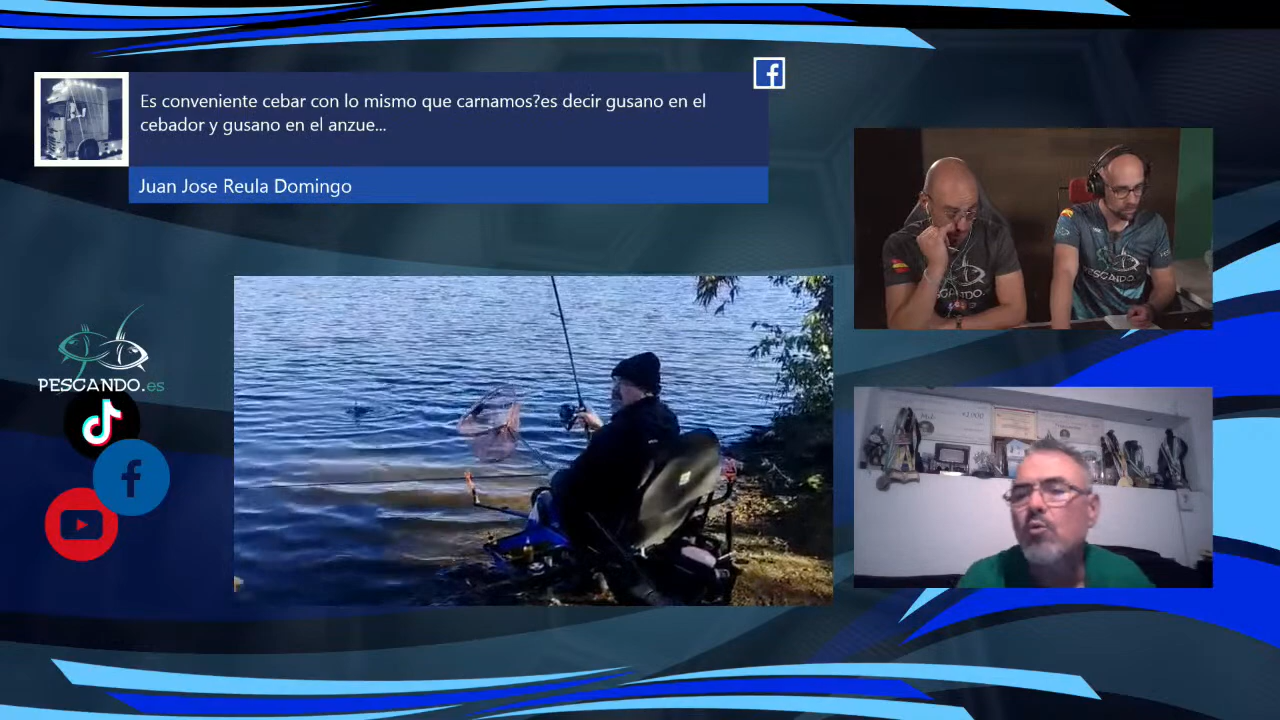 Es conveniente cebar con lo mismo que carnamos?es decir gusano en el
cebador y gusano en el anzue...
Juan Jose Reula Domingo
PESCANDO.es
PESCANDO